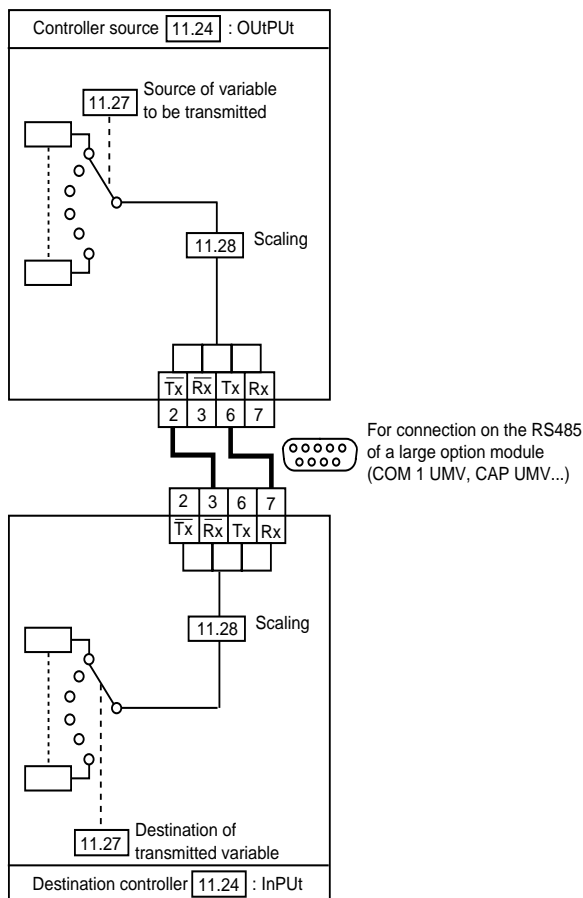 Controller source 11.24 : OUtPUt
11.27
Source of variable
to be transmitted
11.28 Scaling
Tx Rx Tx Rx
2 3 6 7
For connection on the RS485
of a large option module
(COM 1 UMV, CAP UMV...)
2 3 6 7
Tx Rx Tx Rx
11.28 Scaling
11.27
Destination of
transmitted variable
Destination controller 11.24 : InPUt